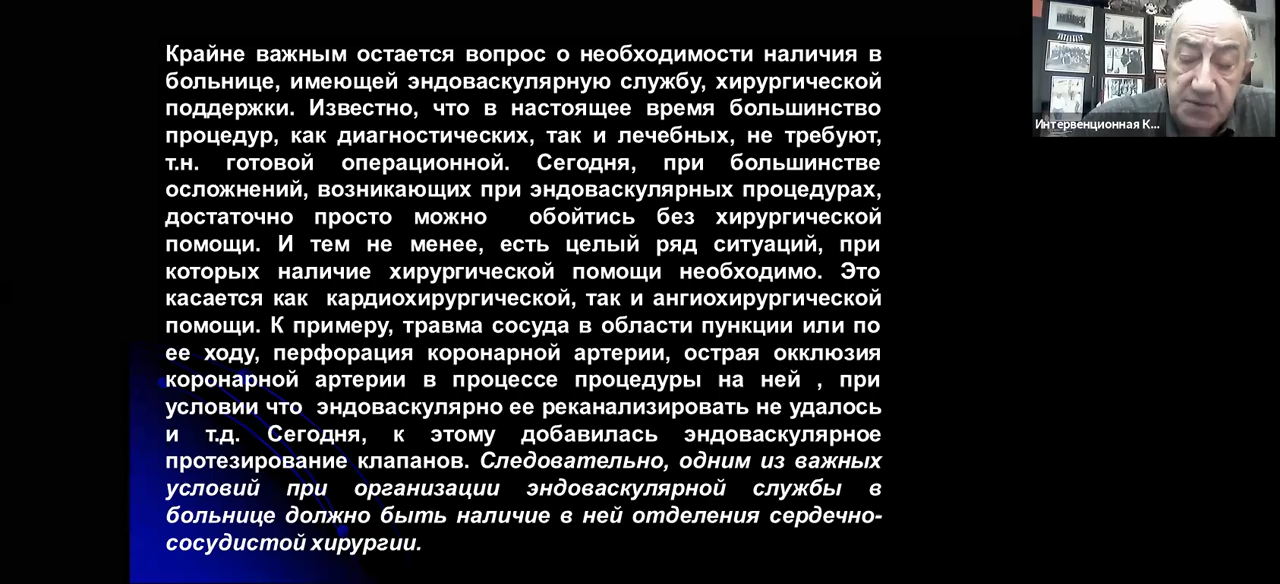 Крайне важным остается вопрос о необходимости наличия в
больнице, имеющей эндоваскулярную службу, хирургической
поддержки. Известно, что в настоящее время большинство
процедур, как диагностических, так и лечебных, не требуют,
т.н. готовой операционной. Сегодня, при большинстве
осложнений, возникающих при эндоваскулярных процедурах,
достаточно просто можно обойтись без хирургической
помощи. И тем не менее, есть целый ряд ситуаций, при
которых наличие хирургической помощи необходимо. Это
касается как кардиохирургической, так и ангиохирургической
помощи. К примеру, травма сосуда в области пункции или по
ее ходу, перфорация коронарной артерии, острая окклюзия
коронарной артерии в процессе процедуры на ней , при
условии что эндоваскулярно ее реканализировать не удалось
и т.д. Сегодня, к этому добавилась эндоваскулярное
протезирование клапанов. Следовательно, одним из важных
условий при организации эндоваскулярной службы в
больнице должно быть наличие в ней отделения сердечно-
сосудистой хирургии.
Интервенционная К...